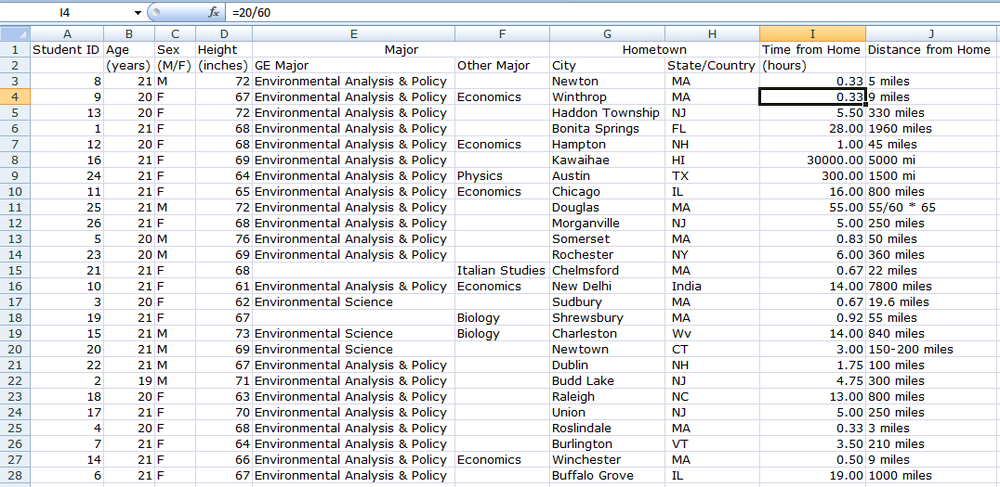 I4 fx =20/60
A B C D E F G H I J
1 Student ID Age Sex Height Major Hometown Time from Home Distance from Home
2 (years) (M/F) (inches) GE Major Other Major City State/Country (hours)
3 8 21 M 72 Environmental Analysis & Policy Newton MA 0.33 5 miles
4 9 20 F 67 Environmental Analysis & Policy Economics Winthrop MA 0.33 9 miles
5 13 20 F 72 Environmental Analysis & Policy Haddon Township NJ 5.50 330 miles
6 1 21 F 68 Environmental Analysis & Policy Bonita Springs FL 28.00 1960 miles
7 12 20 F 68 Environmental Analysis & Policy Economics Hampton NH 1.00 45 miles
8 16 21 F 69 Environmental Analysis & Policy Kawaihae HI 30000.00 5000 mi
9 24 21 F 64 Environmental Analysis & Policy Physics Austin TX 300.00 1500 mi
10 11 21 F 65 Environmental Analysis & Policy Economics Chicago IL 16.00 800 miles
11 25 21 M 72 Environmental Analysis & Policy Douglas MA 55.00 55/60 * 65
12 26 21 F 68 Environmental Analysis & Policy Morganville NJ 5.00 250 miles
13 5 20 M 76 Environmental Analysis & Policy Somerset MA 0.83 50 miles
14 23 20 M 69 Environmental Analysis & Policy Rochester NY 6.00 360 miles
15 21 21 F 68 Italian Studies Chelmsford MA 0.67 22 miles
16 10 21 F 61 Environmental Analysis & Policy Economics New Delhi India 14.00 7800 miles
17 3 20 F 62 Environmental Science Sudbury MA 0.67 19.6 miles
18 19 21 F 67 Biology Shrewsbury MA 0.92 55 miles
19 15 21 M 73 Environmental Science Biology Charleston Wv 14.00 840 miles
20 20 21 M 69 Environmental Science Newtown CT 3.00 150-200 miles
21 22 21 M 67 Environmental Analysis & Policy Dublin NH 1.75 100 miles
22 2 19 M 71 Environmental Analysis & Policy Budd Lake NJ 4.75 300 miles
23 18 20 F 63 Environmental Analysis & Policy Raleigh NC 13.00 800 miles
24 17 21 F 70 Environmental Analysis & Policy Union NJ 5.00 250 miles
25 4 20 F 68 Environmental Analysis & Policy Roslindale MA 0.33 3 miles
26 7 21 F 64 Environmental Analysis & Policy Burlington VT 3.50 210 miles
27 14 21 F 66 Environmental Analysis & Policy Economics Winchester MA 0.50 9 miles
28 6 21 F 67 Environmental Analysis & Policy Buffalo Grove IL 19.00 1000 miles